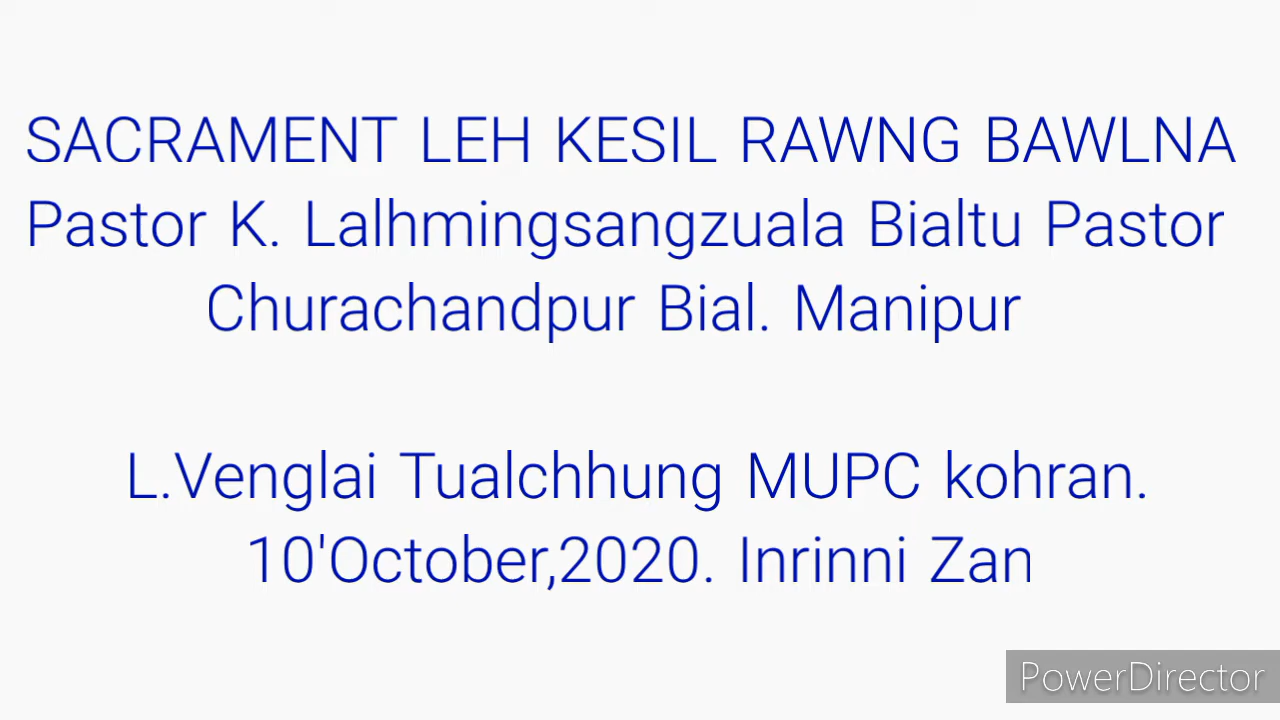 SACRAMENT LEH KESIL RAWNG BAWLNA
Pastor K. Lalhmingsangzuala Bialtu Pastor
Churachandpur Bial. Manipur
L.Venglai Tualchhung MUPC kohran.
10'October,2020. Inrinni Zan
PowerDirector